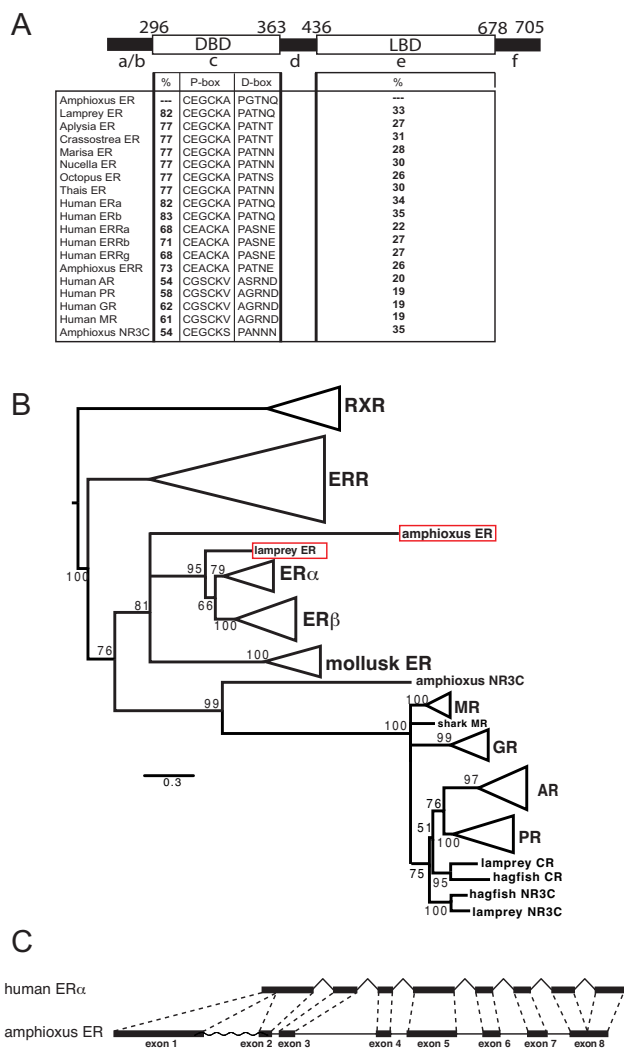 A
296 363 436 678 705
DBD LBD
a/b c d e f
% P-box D-box %
Amphioxus ER --- CEGCKA PGTNQ ---
Lamprey ER 82 CEGCKA PATNQ 33
Aplysia ER 77 CEGCKA PATNT 27
Crassostrea ER 77 CEGCKA PATNT 31
Marisa ER 77 CEGCKA PATNN 28
Nucella ER 77 CEGCKA PATNN 30
Octopus ER 77 CEGCKA PATNS 26
Thais ER 77 CEGCKA PATNN 30
Human ERa 82 CEGCKA PATNQ 34
Human ERb 83 CEGCKA PATNQ 35
Human ERRa 68 CEACKA PASNE 22
Human ERRb 71 CEACKA PASNE 27
Human ERRg 68 CEACKA PASNE 27
Amphioxus ERR 73 CEACKA PATNE 26
Human AR 54 CGSCKV ASRND 20
Human PR 58 CGSCKV AGRND 19
Human GR 62 CGSCKV AGRND 19
Human MR 61 CGSCKV AGRND 19
Amphioxus NR3C 54 CEGCKS PANNN 35
B
RXR
ERR
amphioxus ER
lamprey ER
95 79 ERα
100
81 66 ERβ
100
76 100 mollusk ER
amphioxus NR3C
99
100 MR
100 shark MR
99 GR
0.3
97 AR
76
51 PR
100
75 lamprey CR
95 hagfish CR
hagfish NR3C
100 lamprey NR3C
C
human ERα
amphioxus ER
exon 1 exon 2 exon 3 exon 4 exon 5 exon 6 exon 7 exon 8